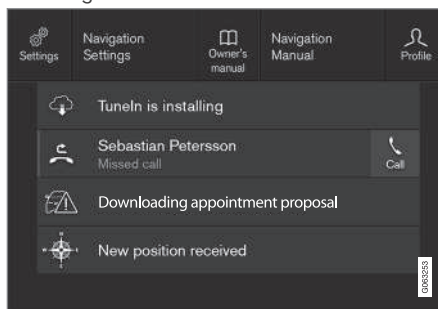 Settings
Navigation
Settings
Owner's
manual
Navigation
Manual
Profile
TuneIn is installing
Sebastian Petersson
Missed call
Call
Downloading appointment proposal
New position received
G063253